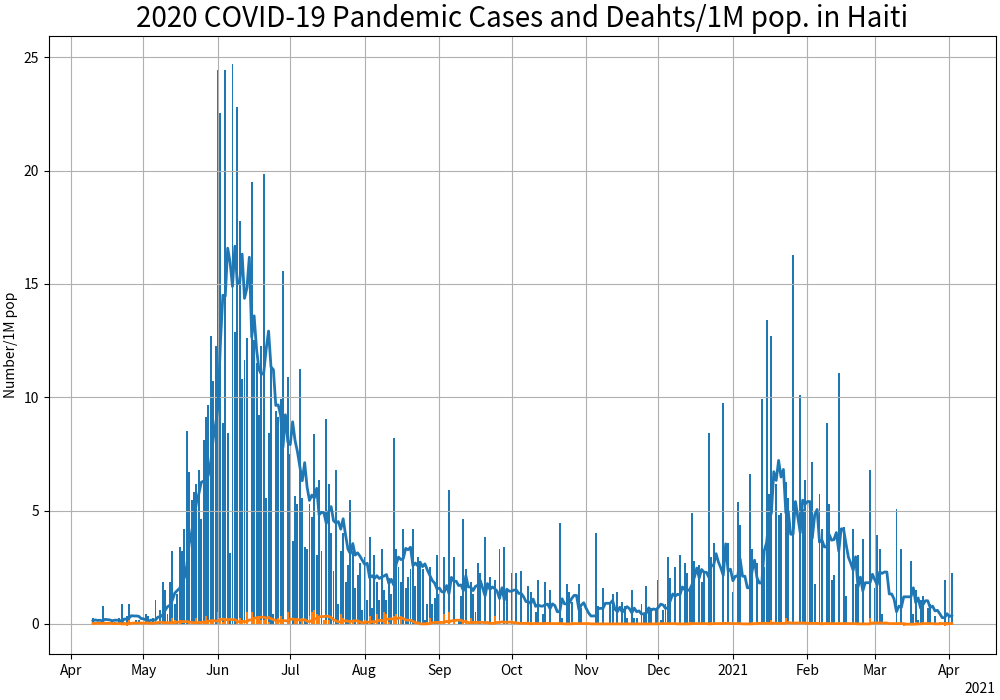 2020 COVID-19 Pandemic Cases and Deahts/1M pop. in Haiti
Number/1M pop
25
20
15
10
5
0
Apr May Jun Jul Aug Sep Oct Nov Dec 2021 Feb Mar Apr
2021